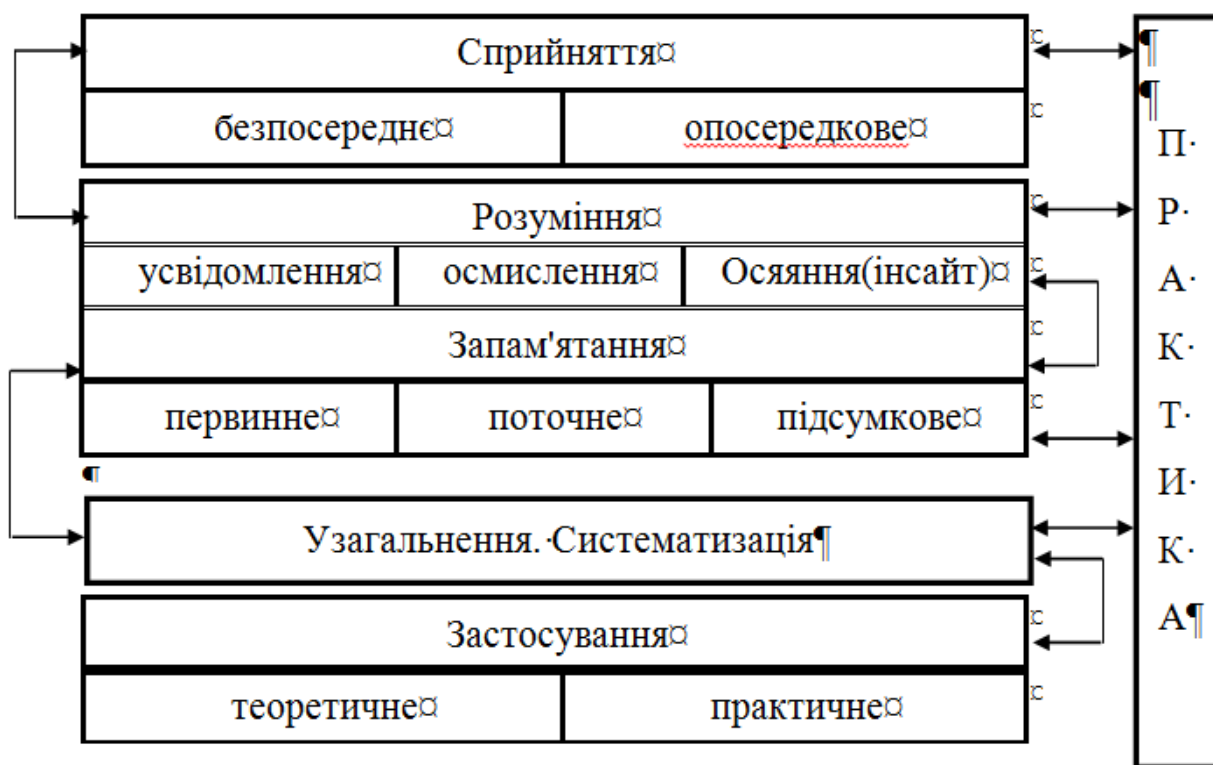 Сприйняття¤
безпосереднє¤ опосередкове¤
Розуміння¤
усвідомлення¤ осмислення¤ Осяяння(інсайт)¤
Запам'ятання¤
первинне¤ поточне¤ підсумкове¤
¶
Узагальнення.·Систематизація¶
Застосування¤
теоретичне¤ практичне¤
¶
¶
П·
Р·
А·
К·
Т·
И·
К·
А¶